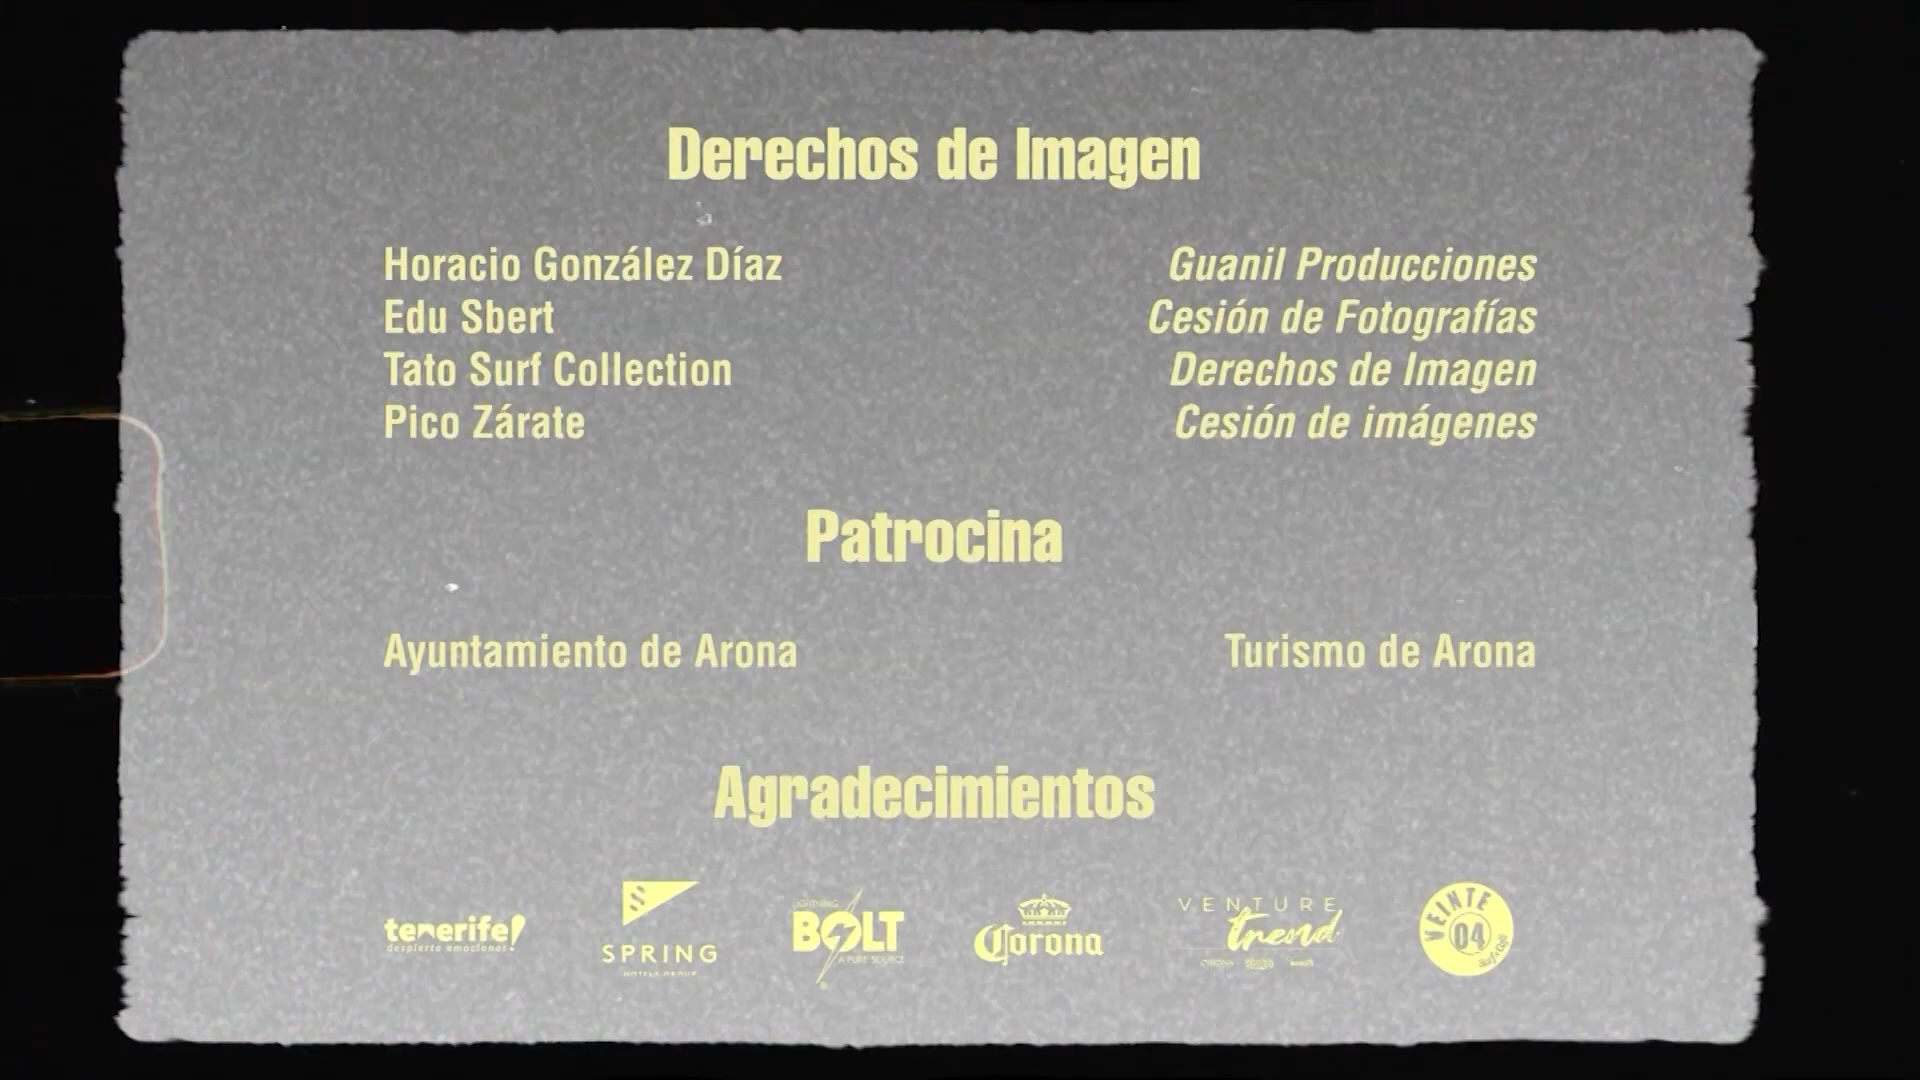 Derechos de Imagen
Horacio González Díaz Guanil Producciones
Edu Sbert Cesión de Fotografías
Tato Surf Collection Derechos de Imagen
Pico Zárate Cesión de imágenes
Patrocina
Ayuntamiento de Arona Turismo de Arona
Agradecimientos
tenerife!
despierta emociones!
SPRING
HOTELS GROUP
LIGHTNING
BOLT
A PURE SOURCE
®
Corona
VENTURE
trend
VEINTE
04
Surf Café